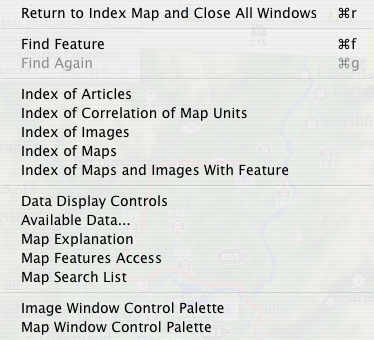 Return to Index Map and Close All Windows ⌘r
Find Feature ⌘f
Find Again ⌘g
Index of Articles
Index of Correlation of Map Units
Index of Images
Index of Maps
Index of Maps and Images With Feature
Data Display Controls
Available Data...
Map Explanation
Map Features Access
Map Search List
Image Window Control Palette
Map Window Control Palette